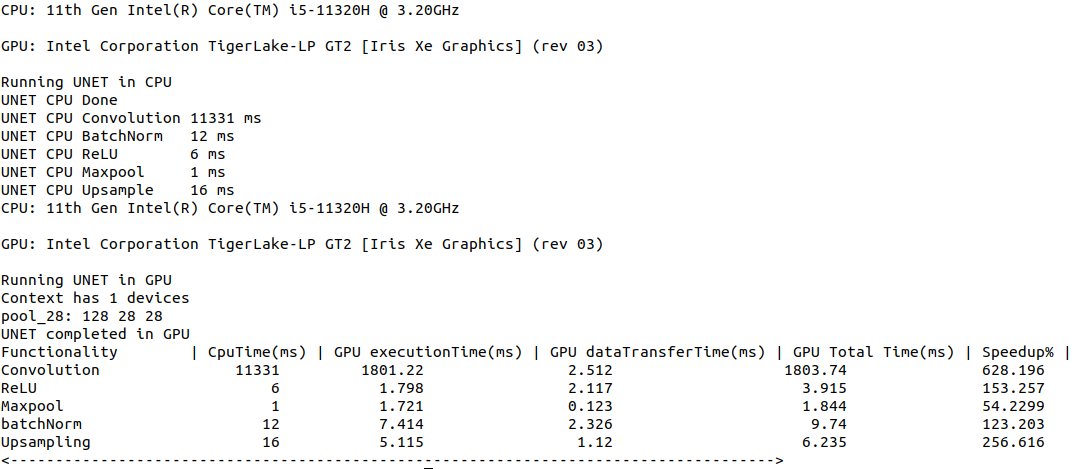 CPU: 11th Gen Intel(R) Core(TM) i5-11320H @ 3.20GHz
GPU: Intel Corporation TigerLake-LP GT2 [Iris Xe Graphics] (rev 03)
Running UNET in CPU
UNET CPU Done
UNET CPU Convolution 11331 ms
UNET CPU BatchNorm   12 ms
UNET CPU ReLU        6 ms
UNET CPU Maxpool     1 ms
UNET CPU Upsample    16 ms
CPU: 11th Gen Intel(R) Core(TM) i5-11320H @ 3.20GHz
GPU: Intel Corporation TigerLake-LP GT2 [Iris Xe Graphics] (rev 03)
Running UNET in GPU
Context has 1 devices
pool_28: 128 28 28
UNET completed in GPU
Functionality        | CpuTime(ms) | GPU executionTime(ms) | GPU dataTransferTime(ms) | GPU Total Time(ms) | Speedup% |
Convolution               11331            1801.22                2.512                   1803.74               628.196
ReLU                          6              1.798                2.117                     3.915               153.257
Maxpool                       1              1.721                0.123                     1.844               54.2299
batchNorm                    12              7.414                2.326                      9.74               123.203
Upsampling                   16              5.115                 1.12                     6.235               256.616
<------------------------------------------------------------------------------------->